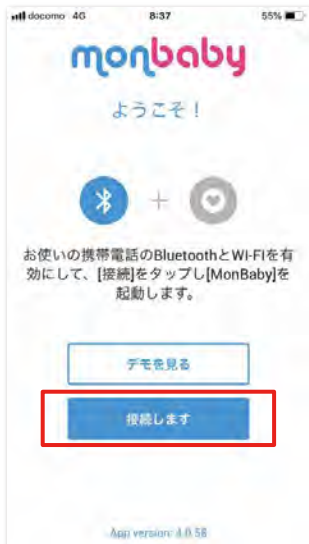 docomo 4G 8:37 55%
monbaby
ようこそ！
お使いの携帯電話のBluetoothとWI-FIを有
効にして、[接続]をタップし[MonBaby]を
起動します。
デモを見る
接続します
App version: 4.0.58